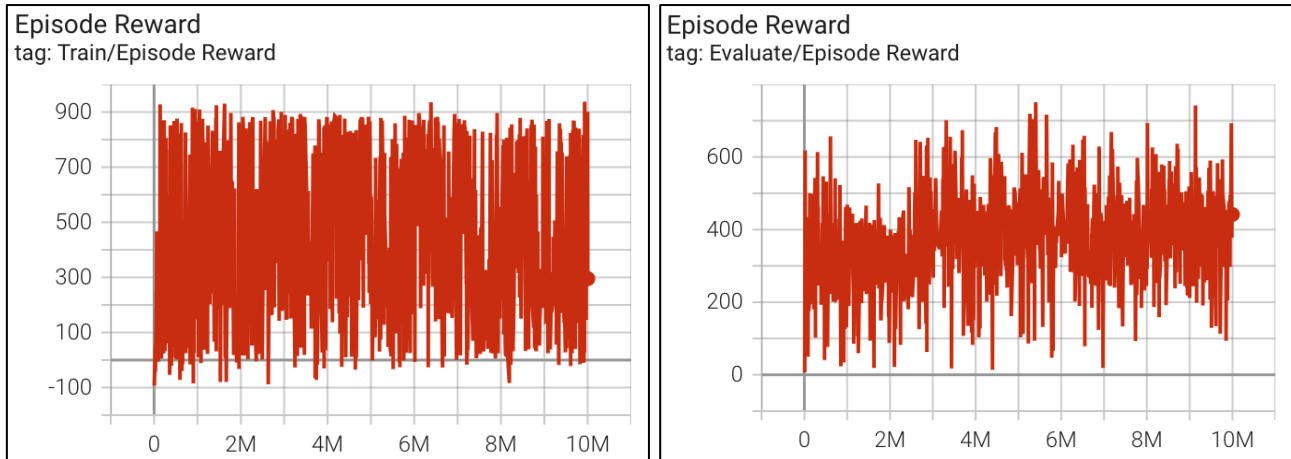 Episode Reward
tag: Train/Episode Reward
900
700
500
300
100
-100
0 2M 4M 6M 8M 10M
Episode Reward
tag: Evaluate/Episode Reward
600
400
200
0
0 2M 4M 6M 8M 10M